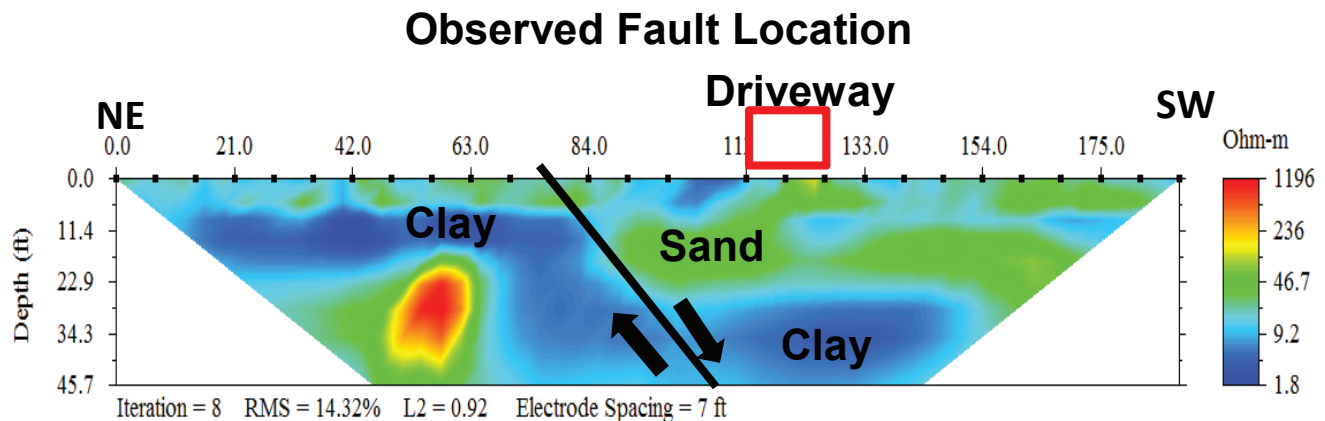 Observed Fault Location
Driveway
NE
SW
0.0 21.0 42.0 63.0 84.0 133.0 154.0 175.0
Ohm-m
0.0
11.4
22.9
34.3
45.7
Depth (ft)
Clay
Sand
Clay
1196
236
46.7
9.2
1.8
Iteration = 8 RMS = 14.32% L2 = 0.92 Electrode Spacing = 7 ft